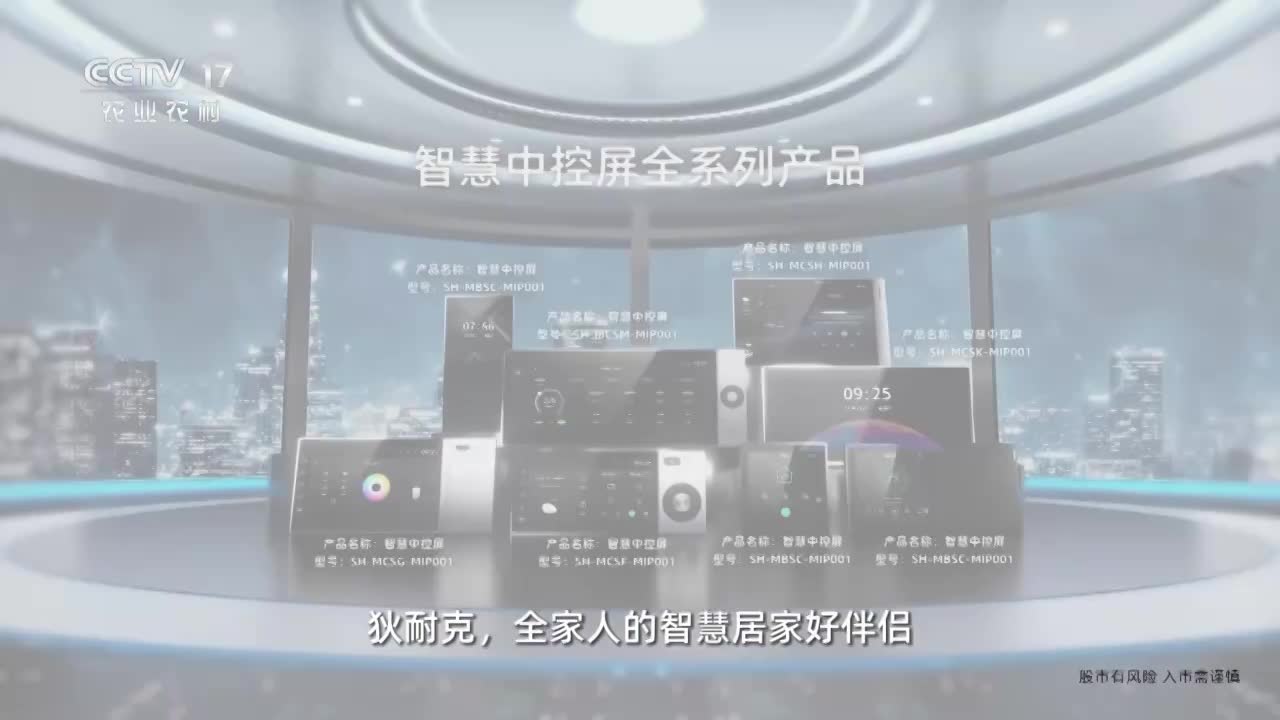 CCTV 17
农业农村
智慧中控屏全系列产品
产品名称：智慧中控屏
型号：SH-MCSH-MIP001
产品名称：智慧中控屏
型号：SH-MBSC-MIP001
产品名称：智慧中控屏
型号：SH-MCSM-MIP001
产品名称：智慧中控屏
型号：SH-MCSK-MIP001
09:25
产品名称：智慧中控屏
型号：SH-MCSG-MIP001
产品名称：智慧中控屏
型号：SH-MCSF-MIP001
产品名称：智慧中控屏
型号：SH-MBSC-MIP001
产品名称：智慧中控屏
型号：SH-MBSC-MIP001
狄耐克，全家人的智慧居家好伴侣
股市有风险 入市需谨慎